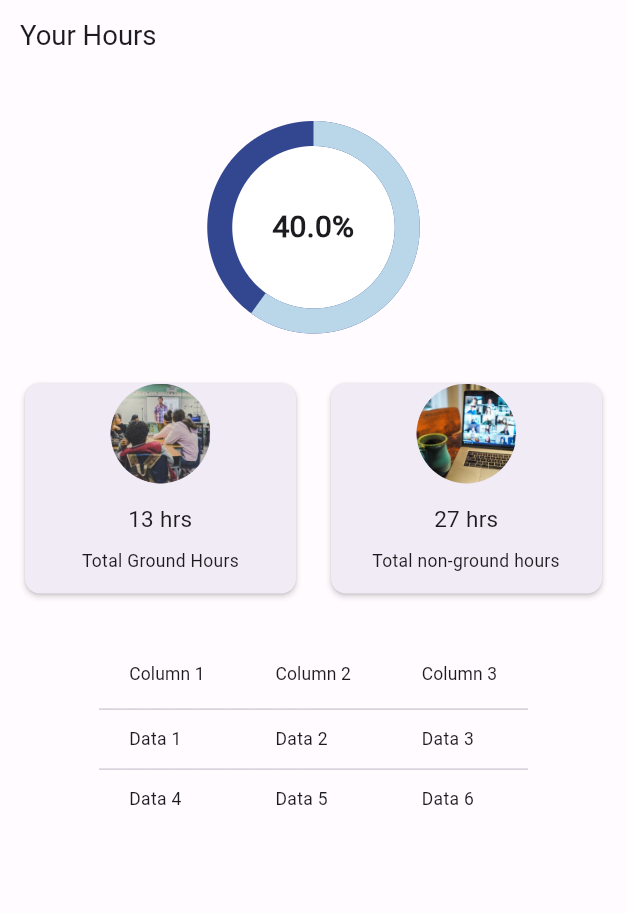 Your Hours
40.0%
13 hrs
Total Ground Hours
27 hrs
Total non-ground hours
Column 1 Column 2 Column 3
Data 1 Data 2 Data 3
Data 4 Data 5 Data 6